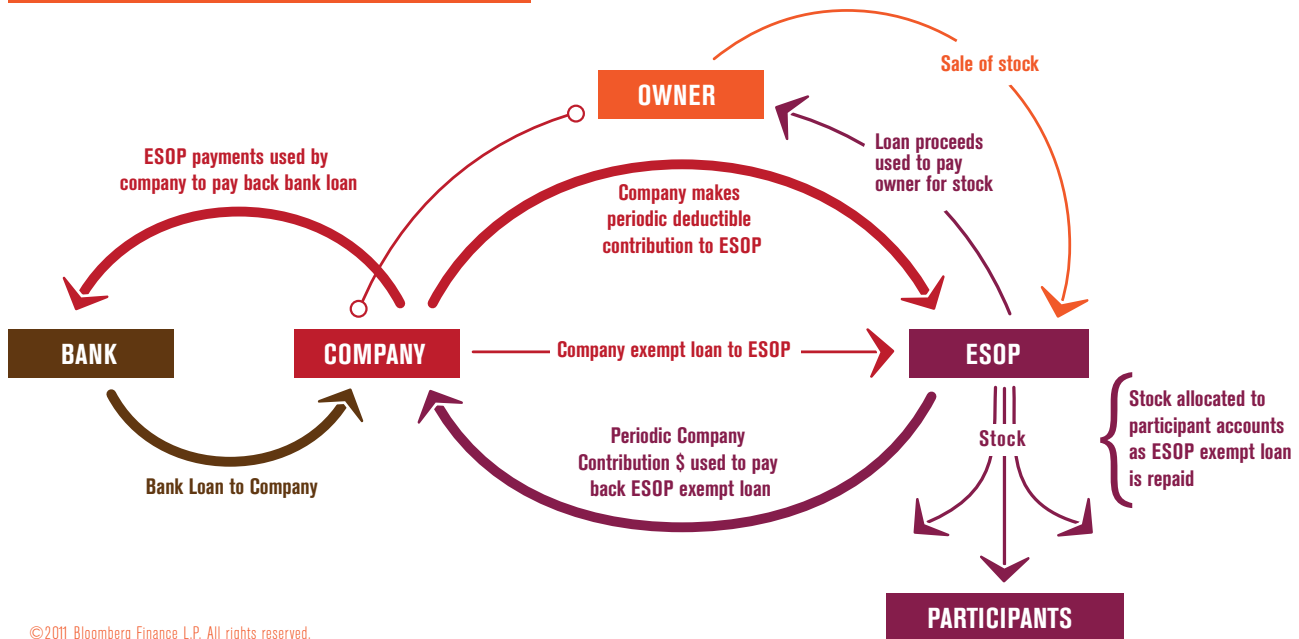 Sale of stock
OWNER
Loan proceeds
used to pay
owner for stock
ESOP payments used by
company to pay back bank loan
Company makes
periodic deductible
contribution to ESOP
BANK
COMPANY
Company exempt loan to ESOP
ESOP
Stock allocated to
participant accounts
as ESOP exempt loan
is repaid
Stock
Periodic Company
Contribution $ used to pay
back ESOP exempt loan
Bank Loan to Company
PARTICIPANTS
©2011 Bloomberg Finance L.P. All rights reserved.